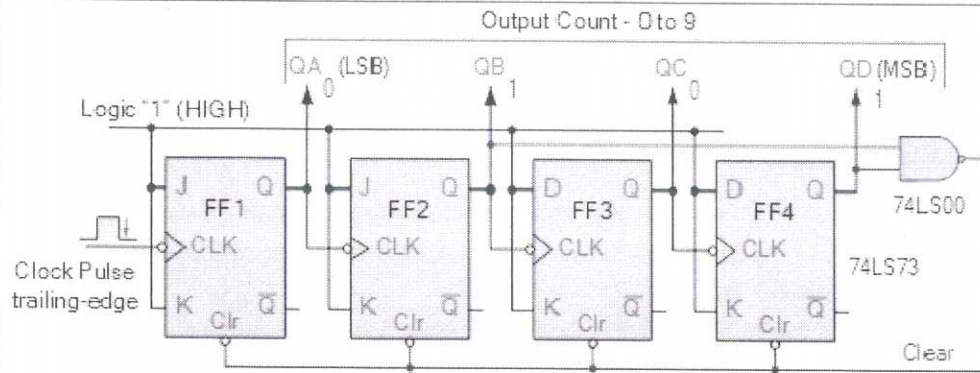 Output Count - 0 to 9
QA (LSB) QB QC QD (MSB)
0 1 0 1
Logic "1" (HIGH)
J Q J Q D Q D Q
FF1 FF2 FF3 FF4
74LS00
CLK CLK CLK CLK
74LS73
Clock Pulse
trailing-edge
K Q̅ K Q̅ K Q̅ K Q̅
Clr Clr Clr Clr
Clear